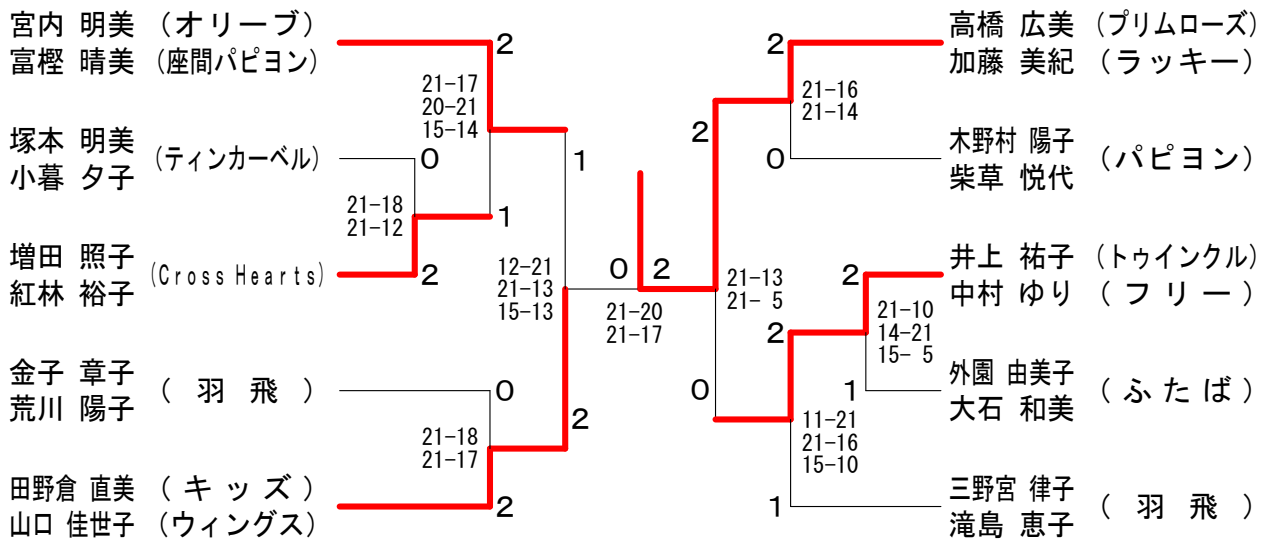 宮内 明美 (オリーブ)
富樫 晴美 (座間パピヨン)
2
21-17
20-21
15-14
塚本 明美
小暮 夕子
(ティンカーベル)
0
21-18
21-12
1
増田 照子
紅林 裕子
(Cross Hearts)
2
1
12-21
21-13
15-13
金子 章子
荒川 陽子
(羽飛)
0
21-18
21-17
2
田野倉 直美 (キッズ)
山口 佳世子 (ウィングス)
2
0
2
21-20
21-17
高橋 広美 (プリムローズ)
加藤 美紀 (ラッキー)
2
21-16
21-14
2
木野村 陽子
柴草 悦代
(パピヨン)
0
21-13
21- 5
井上 祐子 (トゥインクル)
中村 ゆり (フリー)
2
21-10
14-21
15- 5
2
外園 由美子
大石 和美
(ふたば)
1
0
11-21
21-16
15-10
三野宮 律子
滝島 恵子
(羽飛)
1